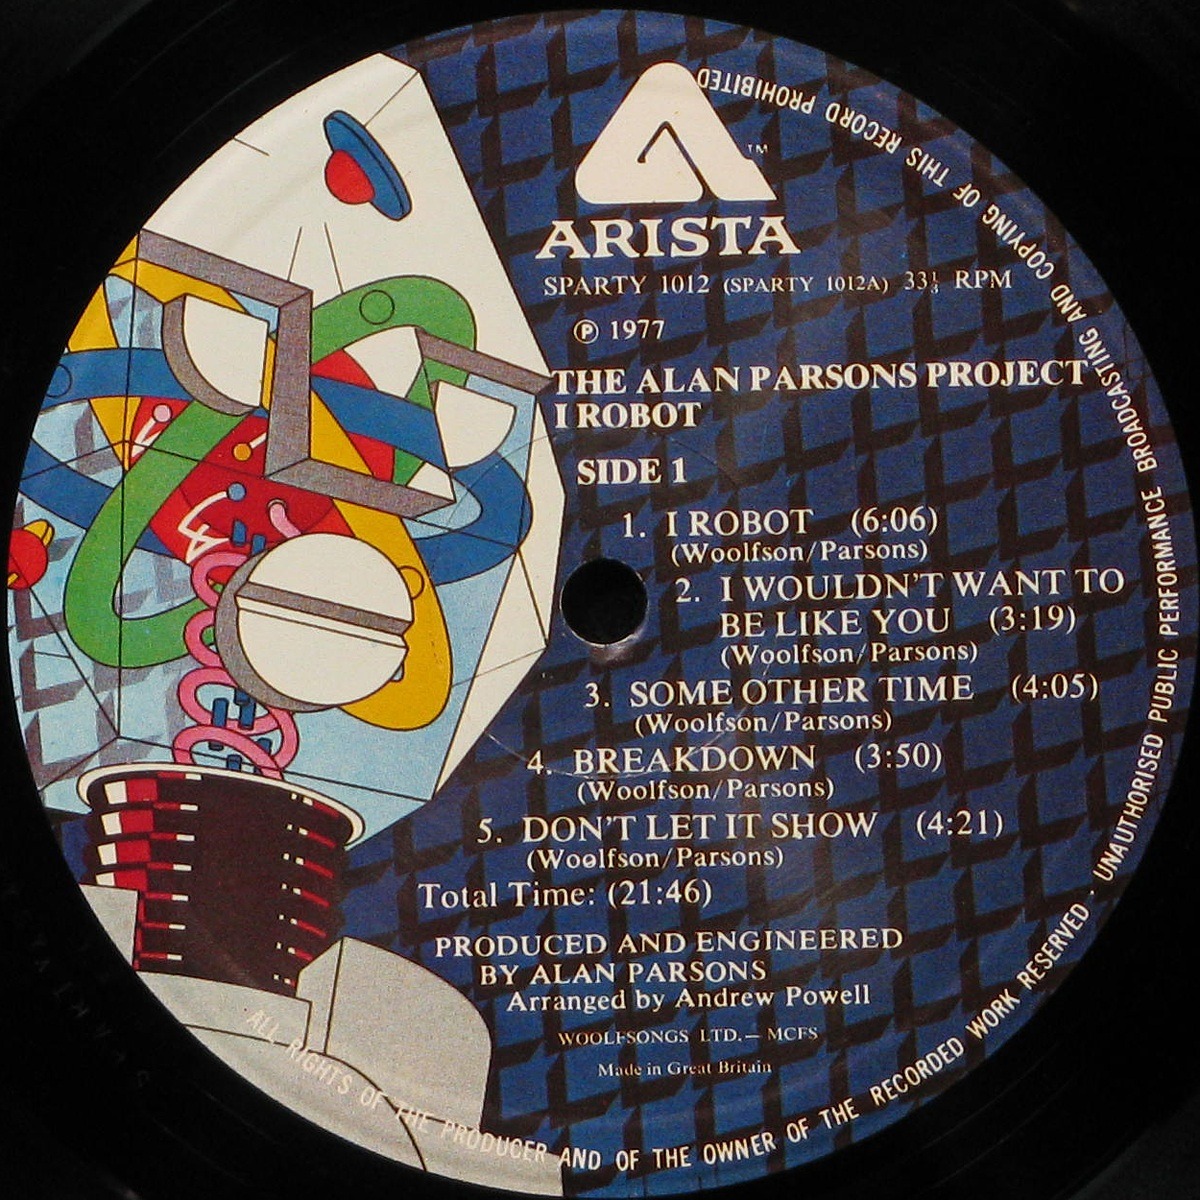 ARISTA
TM
SPARTY 1012 (SPARTY 1012A) 33⅓ RPM
Ⓟ 1977
THE ALAN PARSONS PROJECT
I ROBOT
SIDE 1
1. I ROBOT (6:06)
(Woolfson/Parsons)
2. I WOULDN'T WANT TO
BE LIKE YOU (3:19)
(Woolfson/Parsons)
3. SOME OTHER TIME (4:05)
(Woolfson/Parsons)
4. BREAKDOWN (3:50)
(Woolfson/Parsons)
5. DON'T LET IT SHOW (4:21)
(Woolfson/Parsons)
Total Time: (21:46)
PRODUCED AND ENGINEERED
BY ALAN PARSONS
Arranged by Andrew Powell
WOOLFSONGS LTD. — MCFS
Made in Great Britain
ALL RIGHTS OF THE PRODUCER AND OF THE OWNER OF THE RECORDED WORK RESERVED · UNAUTHORISED PUBLIC PERFORMANCE BROADCASTING AND COPYING OF THIS RECORD PROHIBITED